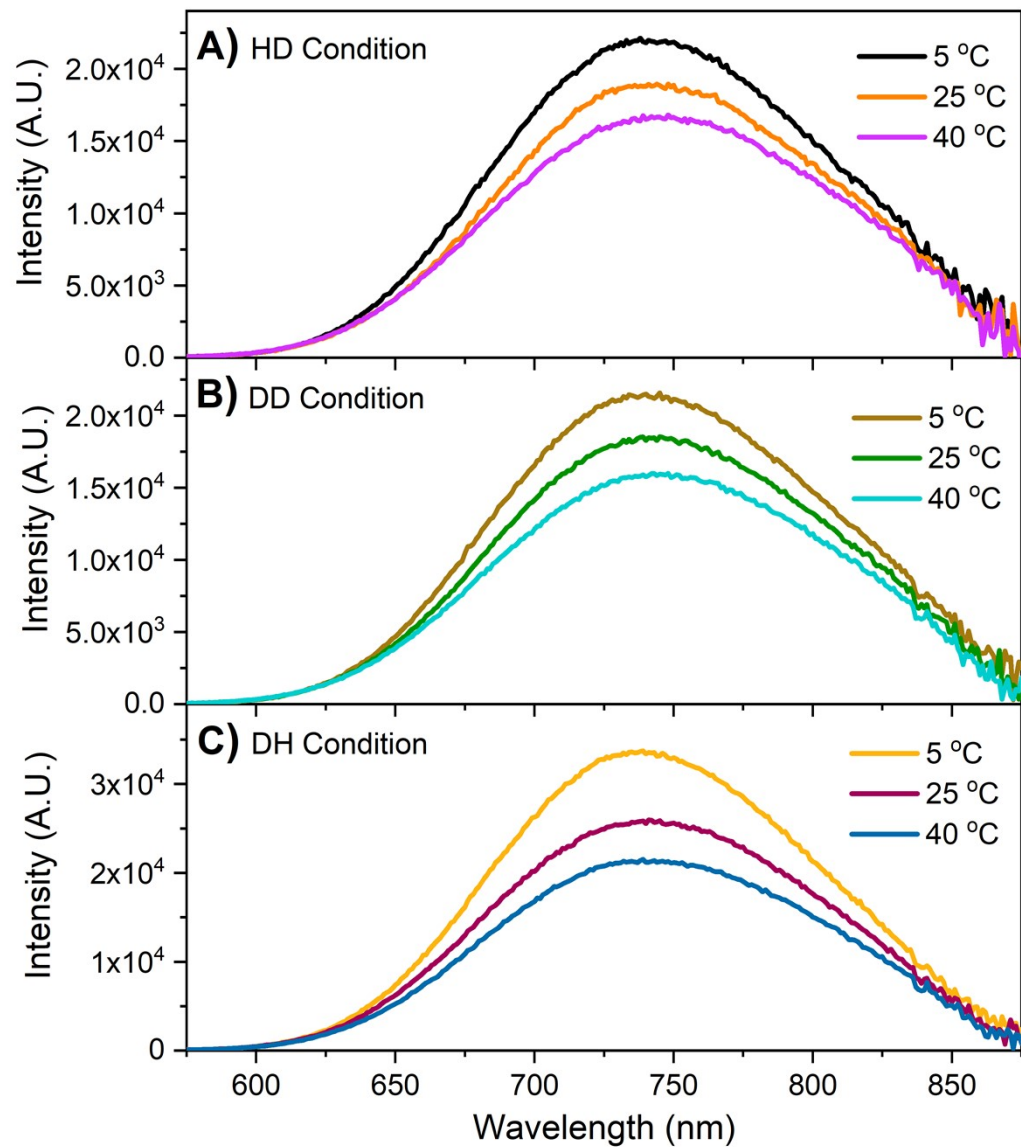 A) HD Condition
5 °C
25 °C
40 °C
Intensity (A.U.)
2.0x10⁴
1.5x10⁴
1.0x10⁴
5.0x10³
0.0
B) DD Condition
5 °C
25 °C
40 °C
Intensity (A.U.)
2.0x10⁴
1.5x10⁴
1.0x10⁴
5.0x10³
0.0
C) DH Condition
5 °C
25 °C
40 °C
Intensity (A.U.)
3x10⁴
2x10⁴
1x10⁴
0
600 650 700 750 800 850
Wavelength (nm)